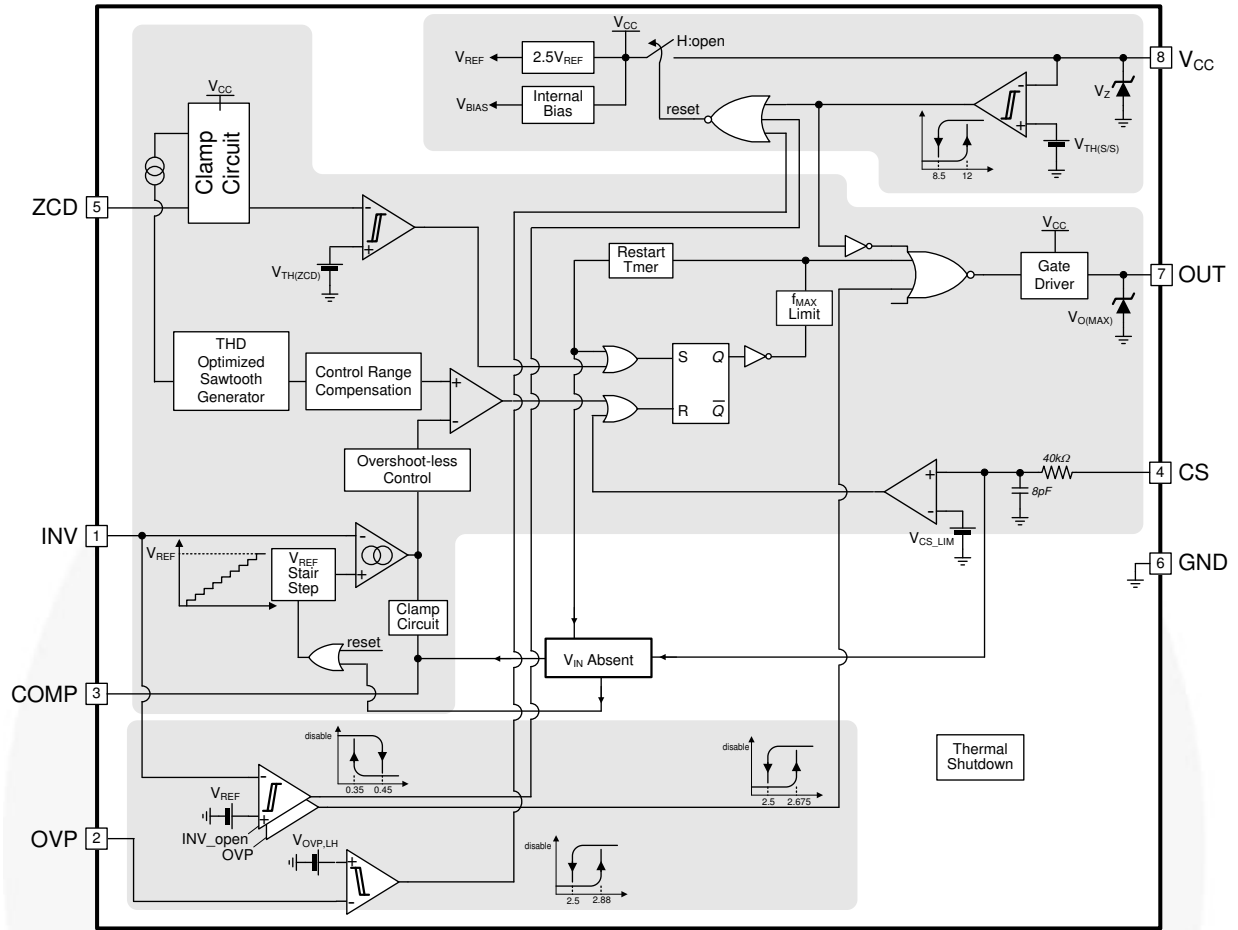 VCC
H:open
VREF
2.5VREF
8
VCC
VZ
VBIAS
Internal
Bias
reset
-
+
VTH(S/S)
8.5
12
VCC
Clamp
Circuit
ZCD
5
-
+
VTH(ZCD)
Restart
Tmer
fMAX
Limit
VCC
Gate
Driver
7
OUT
VO(MAX)
THD
Optimized
Sawtooth
Generator
Control Range
Compensation
+
-
S
Q
R
Q
Overshoot-less
Control
40kΩ
8pF
4
CS
+
-
VCS_LIM
INV
1
VREF
VREF
Stair
Step
-
+
6
GND
Clamp
Circuit
reset
VIN Absent
COMP
3
disable
0.35
0.45
disable
2.5
2.675
Thermal
Shutdown
-
VREF
+
INV_open
OVP
OVP
2
VOVP,LH
+
-
disable
2.5
2.88